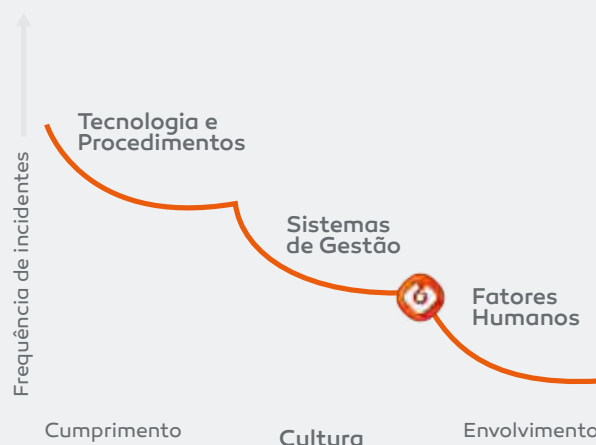 Tecnologia e
Procedimentos
Frequência de incidentes
Sistemas
de Gestão
Fatores
Humanos
Cumprimento
Cultura
Envolvimento